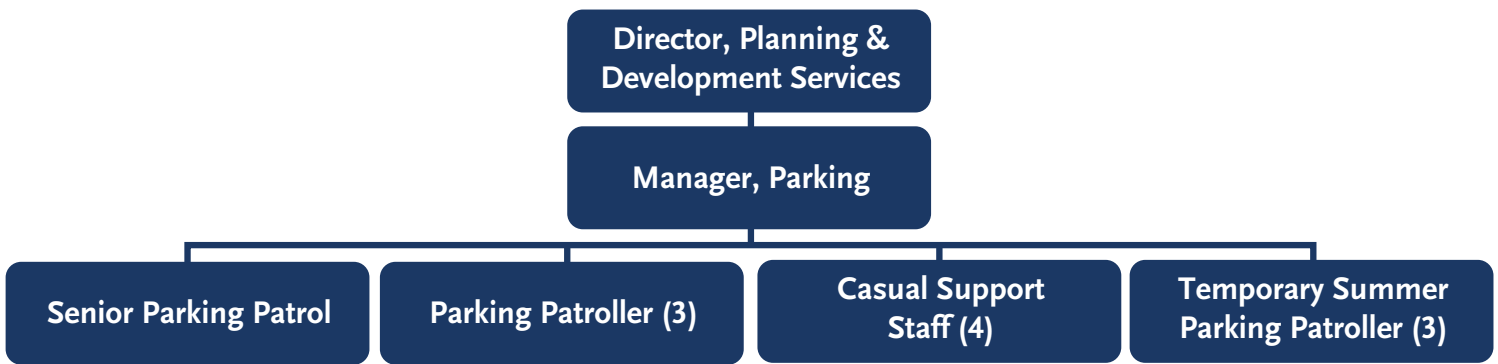 Director, Planning &
Development Services
Manager, Parking
Senior Parking Patrol
Parking Patroller (3)
Casual Support
Staff (4)
Temporary Summer
Parking Patroller (3)